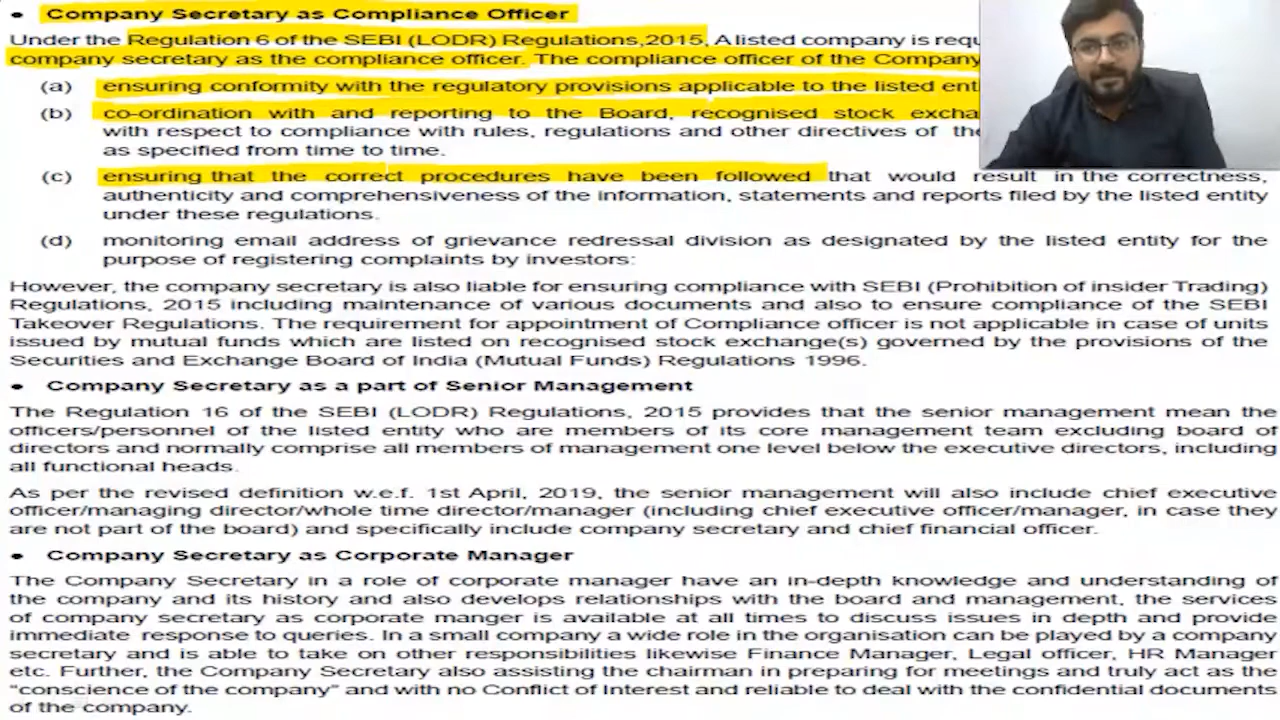 • Company Secretary as Compliance Officer
Under the Regulation 6 of the SEBI (LODR) Regulations,2015, A listed company is requ
company secretary as the compliance officer. The compliance officer of the Company
(a) ensuring conformity with the regulatory provisions applicable to the listed ent
(b) co-ordination with and reporting to the Board, recognised stock excha
with respect to compliance with rules, regulations and other directives of the
as specified from time to time.
(c) ensuring that the correct procedures have been followed that would result in the correctness,
authenticity and comprehensiveness of the information, statements and reports filed by the listed entity
under these regulations.
(d) monitoring email address of grievance redressal division as designated by the listed entity for the
purpose of registering complaints by investors:
However, the company secretary is also liable for ensuring compliance with SEBI (Prohibition of insider Trading)
Regulations, 2015 including maintenance of various documents and also to ensure compliance of the SEBI
Takeover Regulations. The requirement for appointment of Compliance officer is not applicable in case of units
issued by mutual funds which are listed on recognised stock exchange(s) governed by the provisions of the
Securities and Exchange Board of India (Mutual Funds) Regulations 1996.
• Company Secretary as a part of Senior Management
The Regulation 16 of the SEBI (LODR) Regulations, 2015 provides that the senior management mean the
officers/personnel of the listed entity who are members of its core management team excluding board of
directors and normally comprise all members of management one level below the executive directors, including
all functional heads.
As per the revised definition w.e.f. 1st April, 2019, the senior management will also include chief executive
officer/managing director/whole time director/manager (including chief executive officer/manager, in case they
are not part of the board) and specifically include company secretary and chief financial officer.
• Company Secretary as Corporate Manager
The Company Secretary in a role of corporate manager have an in-depth knowledge and understanding of
the company and its history and also develops relationships with the board and management, the services
of company secretary as corporate manger is available at all times to discuss issues in depth and provide
immediate response to queries. In a small company a wide role in the organisation can be played by a company
secretary and is able to take on other responsibilities likewise Finance Manager, Legal officer, HR Manager
etc. Further, the Company Secretary also assisting the chairman in preparing for meetings and truly act as the
"conscience of the company" and with no Conflict of Interest and reliable to deal with the confidential documents
of the company.